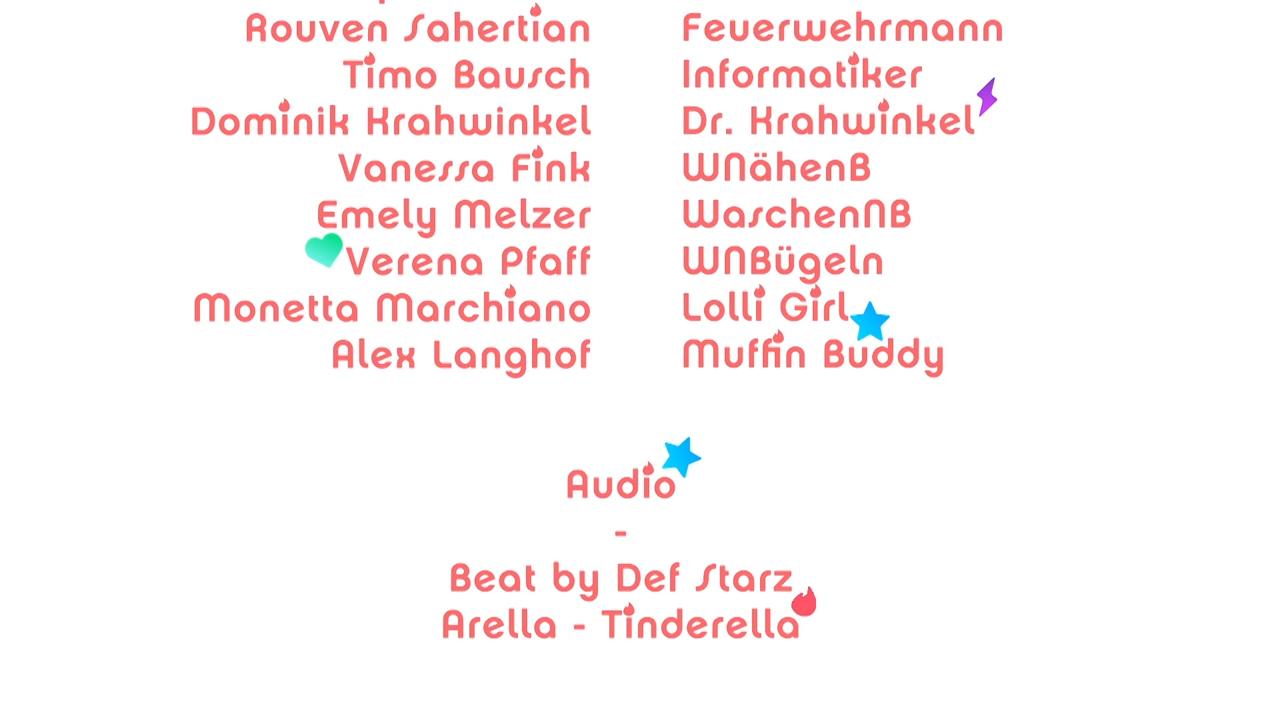 Rouven Sahertian Feuerwehrmann
Timo Bausch Informatiker
Dominik Krahwinkel Dr. Krahwinkel
Vanessa Fink WNähenB
Emely Melzer WaschenNB
Verena Pfaff WNBügeln
Monetta Marchiano Lolli Girl
Alex Langhof Muffin Buddy
Audio
-
Beat by Def Starz
Arella - Tinderella